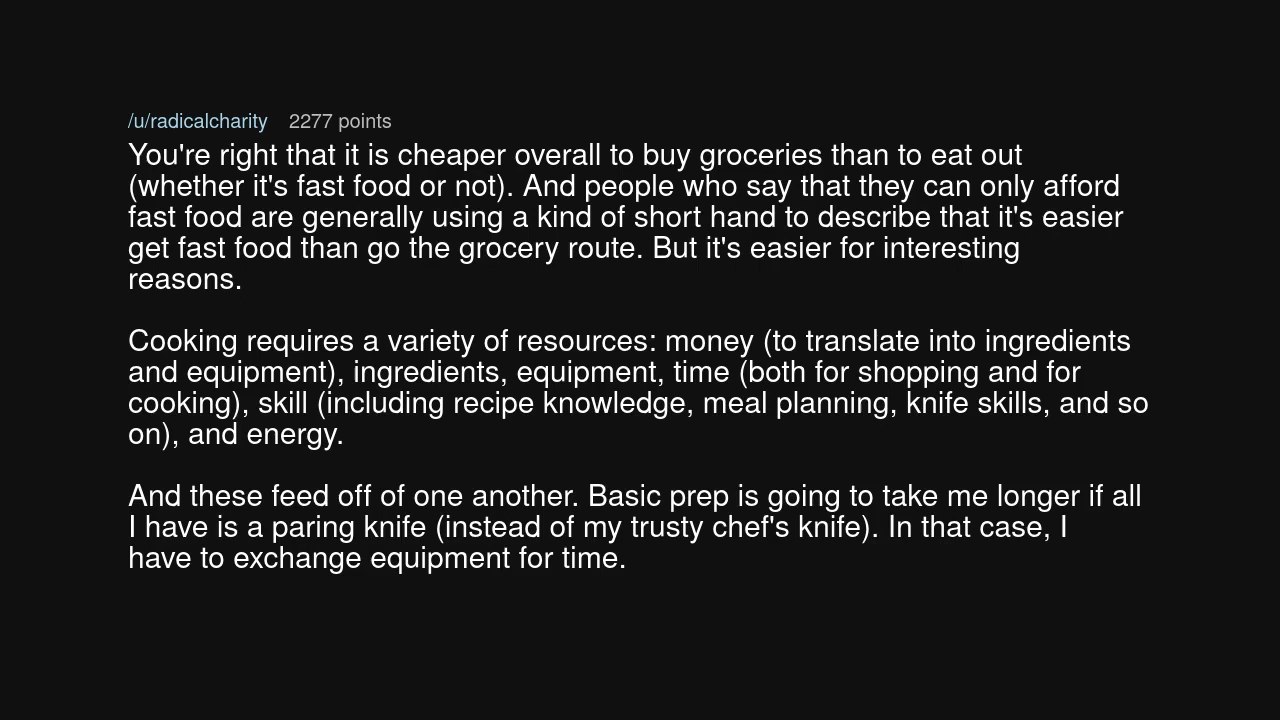 /u/radicalcharity 2277 points
You're right that it is cheaper overall to buy groceries than to eat out
(whether it's fast food or not). And people who say that they can only afford
fast food are generally using a kind of short hand to describe that it's easier
get fast food than go the grocery route. But it's easier for interesting
reasons.
Cooking requires a variety of resources: money (to translate into ingredients
and equipment), ingredients, equipment, time (both for shopping and for
cooking), skill (including recipe knowledge, meal planning, knife skills, and so
on), and energy.
And these feed off of one another. Basic prep is going to take me longer if all
I have is a paring knife (instead of my trusty chef's knife). In that case, I
have to exchange equipment for time.